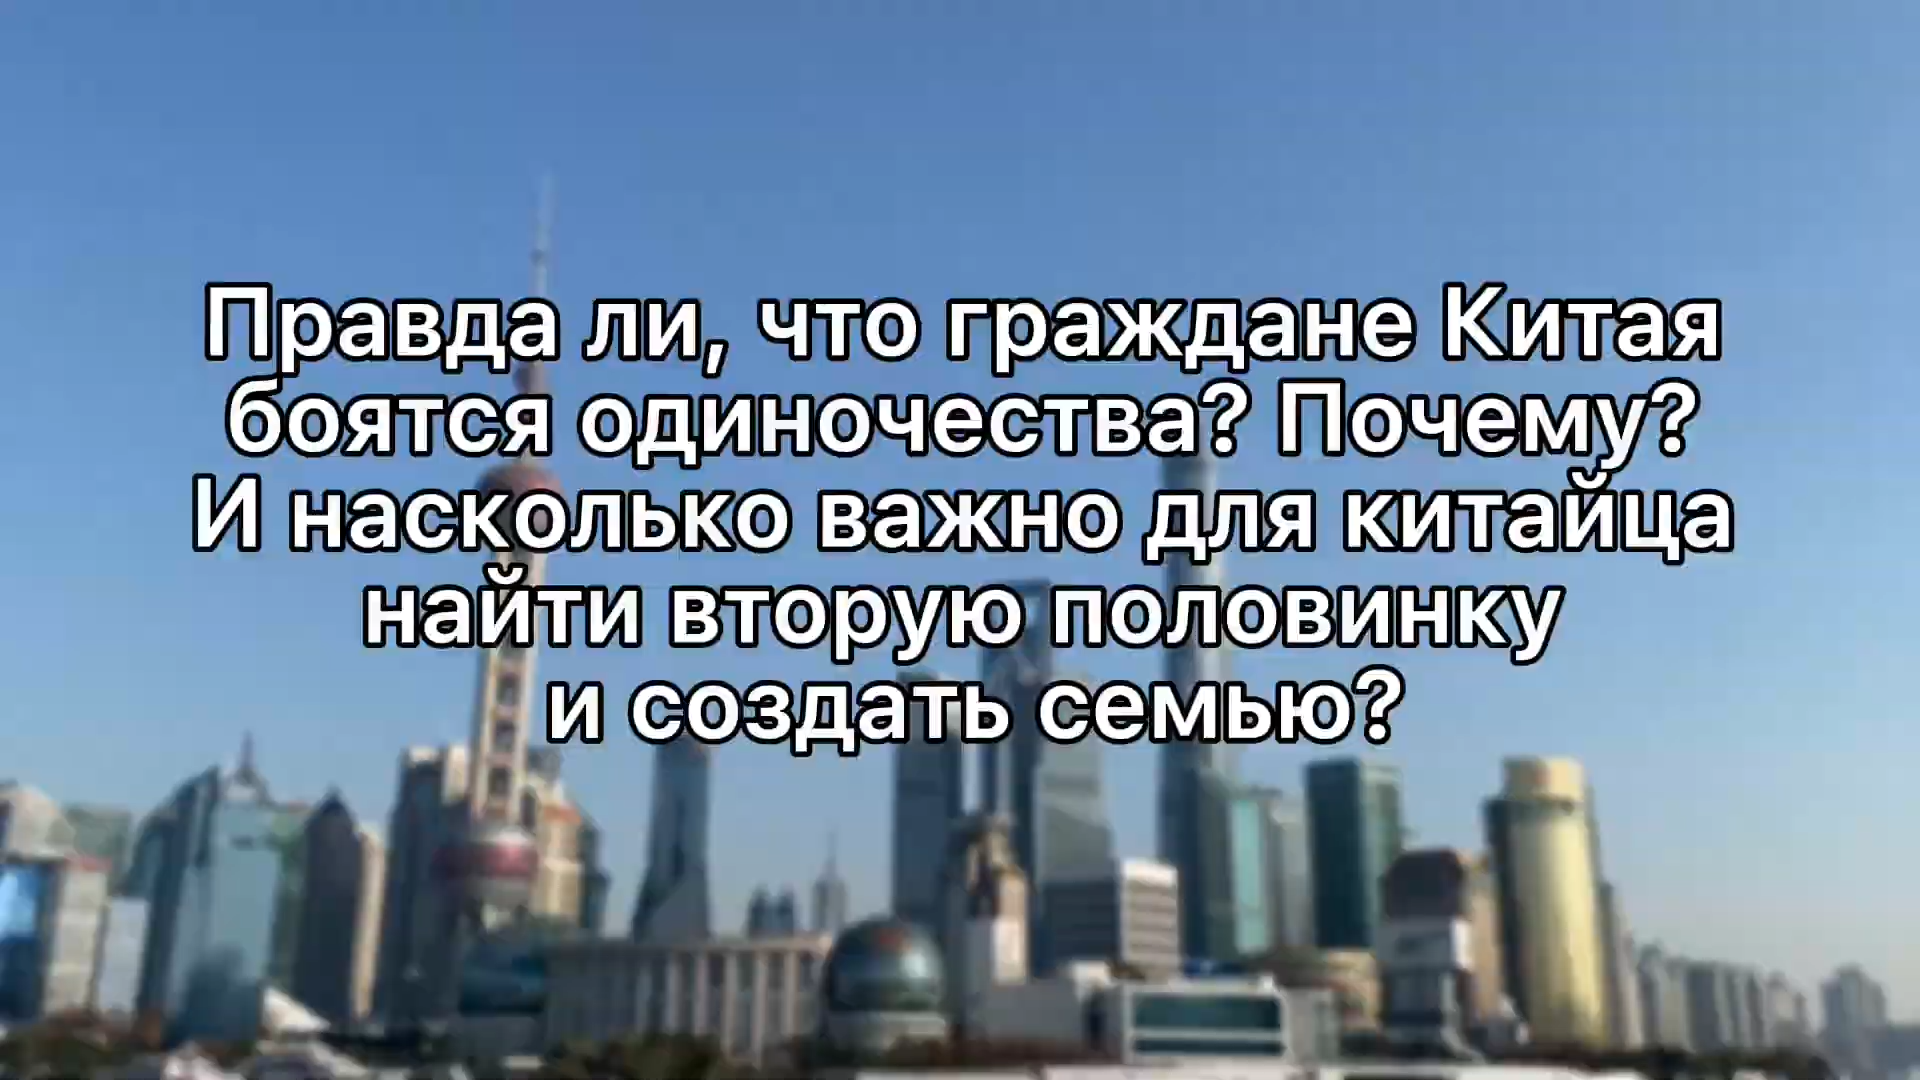 Правда ли, что граждане Китая
боятся одиночества? Почему?
И насколько важно для китайца
найти вторую половинку
и создать семью?